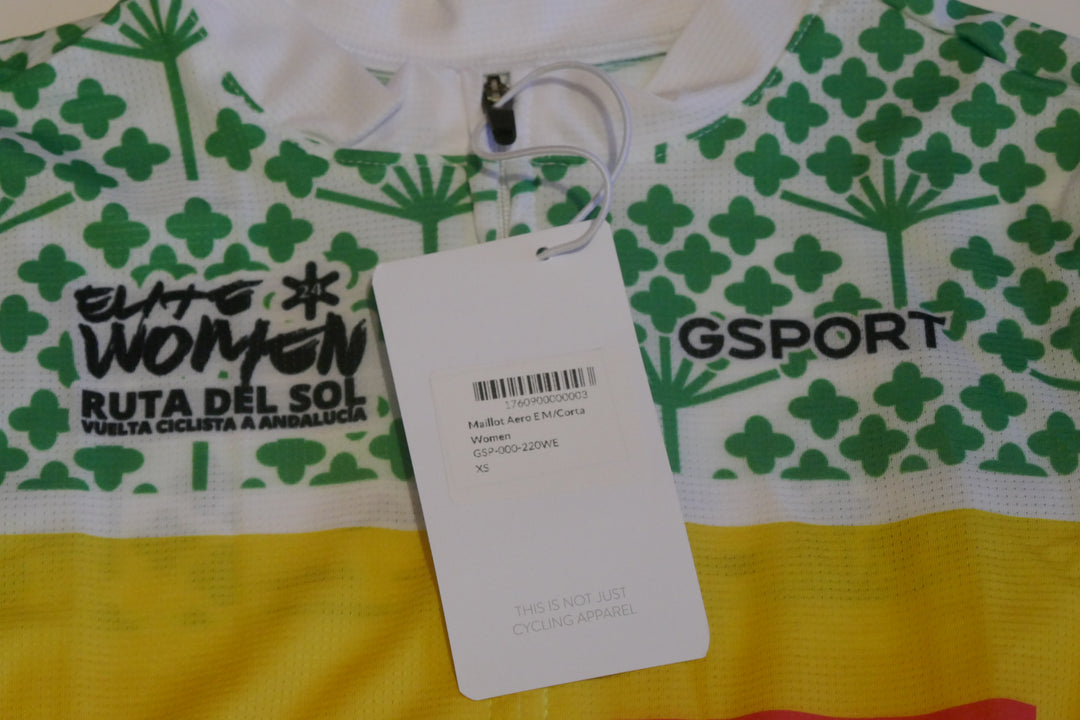 ELITE
24
WOMEN
RUTA DEL SOL
VUELTA CICLISTA A ANDALUCÍA
GSPORT
1760900000003
Maillot Aero E M/Corta
Women
GSP-000-220WE
XS
THIS IS NOT JUST
CYCLING APPAREL